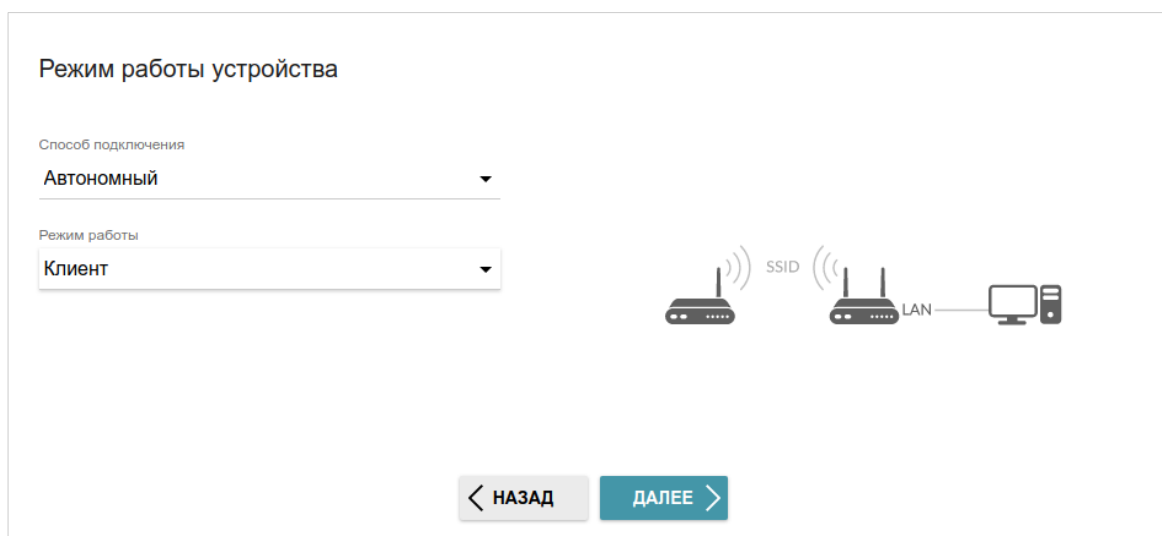 Режим работы устройства
Способ подключения
Автономный
Режим работы
Клиент
SSID
LAN
НАЗАД
ДАЛЕЕ